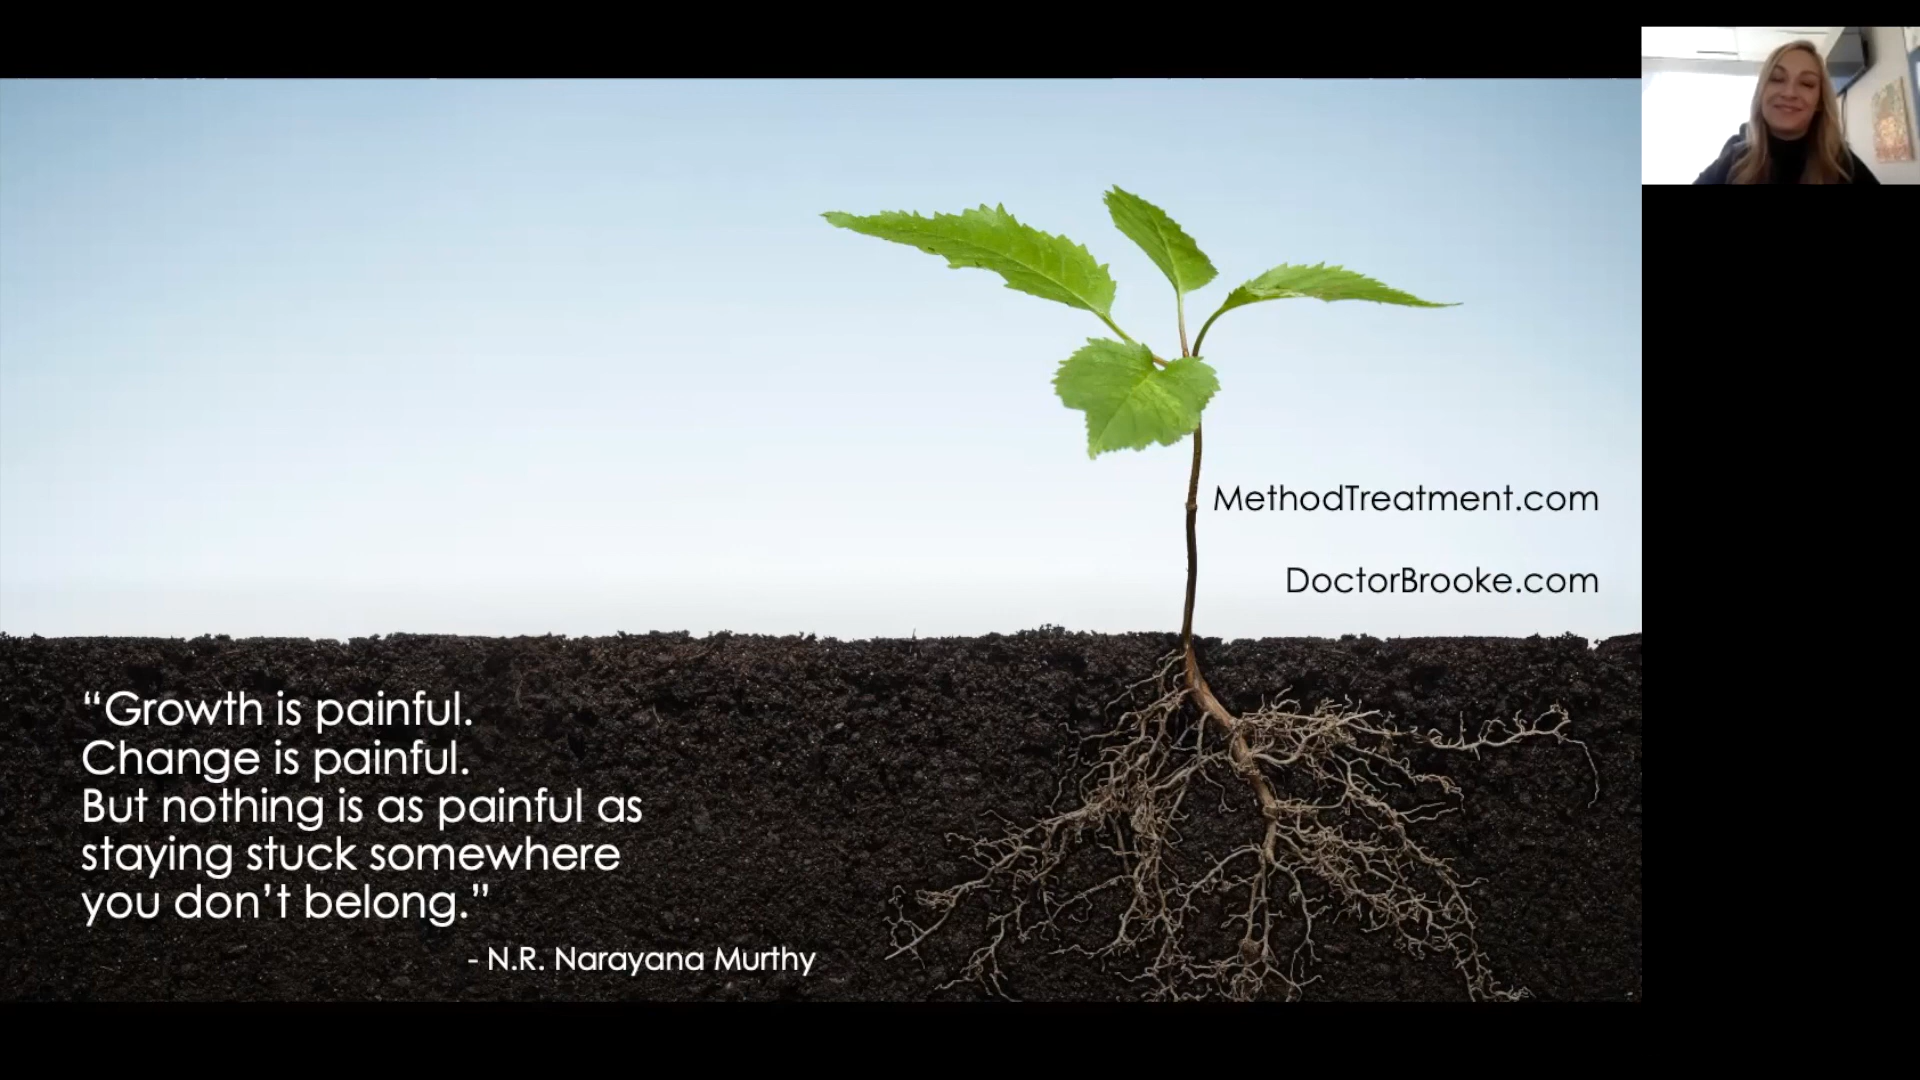 MethodTreatment.com
DoctorBrooke.com
“Growth is painful.
Change is painful.
But nothing is as painful as
staying stuck somewhere
you don’t belong.”
- N.R. Narayana Murthy